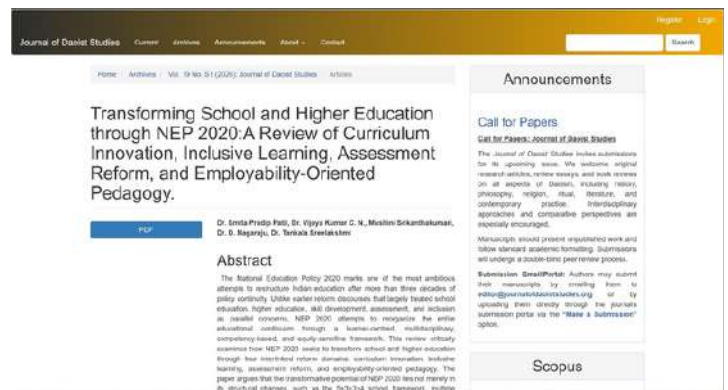 Register Login
Journal of Daoist Studies Current Archives Announcements About Contact
Search
Home / Archives / Vol. 19 No. S1 (2026): Journal of Daoist Studies / Articles
Transforming School and Higher Education
through NEP 2020:A Review of Curriculum
Innovation, Inclusive Learning, Assessment
Reform, and Employability-Oriented
Pedagogy.
PDF
Dr. Smita Pradip Patil, Dr. Vijaya Kumar C. N., Muslini Srikanthakumari,
Dr. D. Nagaraju, Dr. Tankala Sreelakshmi
Abstract
The National Education Policy 2020 marks one of the most ambitious
attempts to restructure Indian education after more than three decades of
policy continuity. Unlike earlier reform discourses that largely treated school
education, higher education, skill development, assessment, and inclusion
as parallel concerns, NEP 2020 attempts to reorganize the entire
educational continuum through a learner-centred, multidisciplinary,
competency-based, and equity-sensitive framework. This review critically
examines how NEP 2020 seeks to transform school and higher education
through four interlinked reform domains: curriculum innovation, inclusive
learning, assessment reform, and employability-oriented pedagogy. The
paper argues that the transformative potential of NEP 2020 lies not merely in
its structural changes, such as the 5+3+3+4 school framework, multiple
Announcements
Call for Papers
Call for Papers: Journal of Daoist Studies
The Journal of Daoist Studies invites submissions
for its upcoming issue. We welcome original
research articles, review essays, and book reviews
on all aspects of Daoism, including history,
philosophy, religion, ritual, literature, and
contemporary practice. Interdisciplinary
approaches and comparative perspectives are
especially encouraged.
Manuscripts should present unpublished work and
follow standard academic formatting. Submissions
will undergo a double-blind peer review process.
Submission Email/Portal: Authors may submit
their manuscripts by emailing them to
editor@journalofdaoiststudies.org or by
uploading them directly through the journal's
submission portal via the "Make a Submission"
option.
Scopus